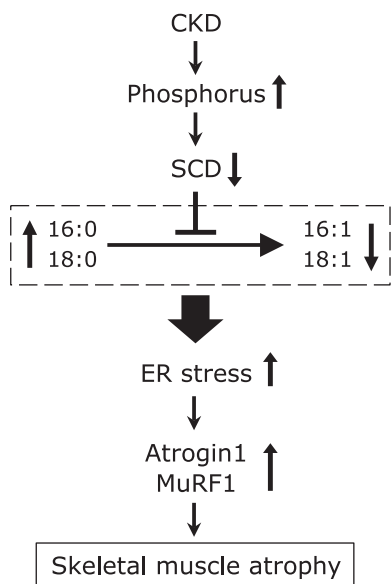 CKD
Phosphorus
SCD
16:0 16:1
18:0 18:1
ER stress
Atrogin1
MuRF1
Skeletal muscle atrophy